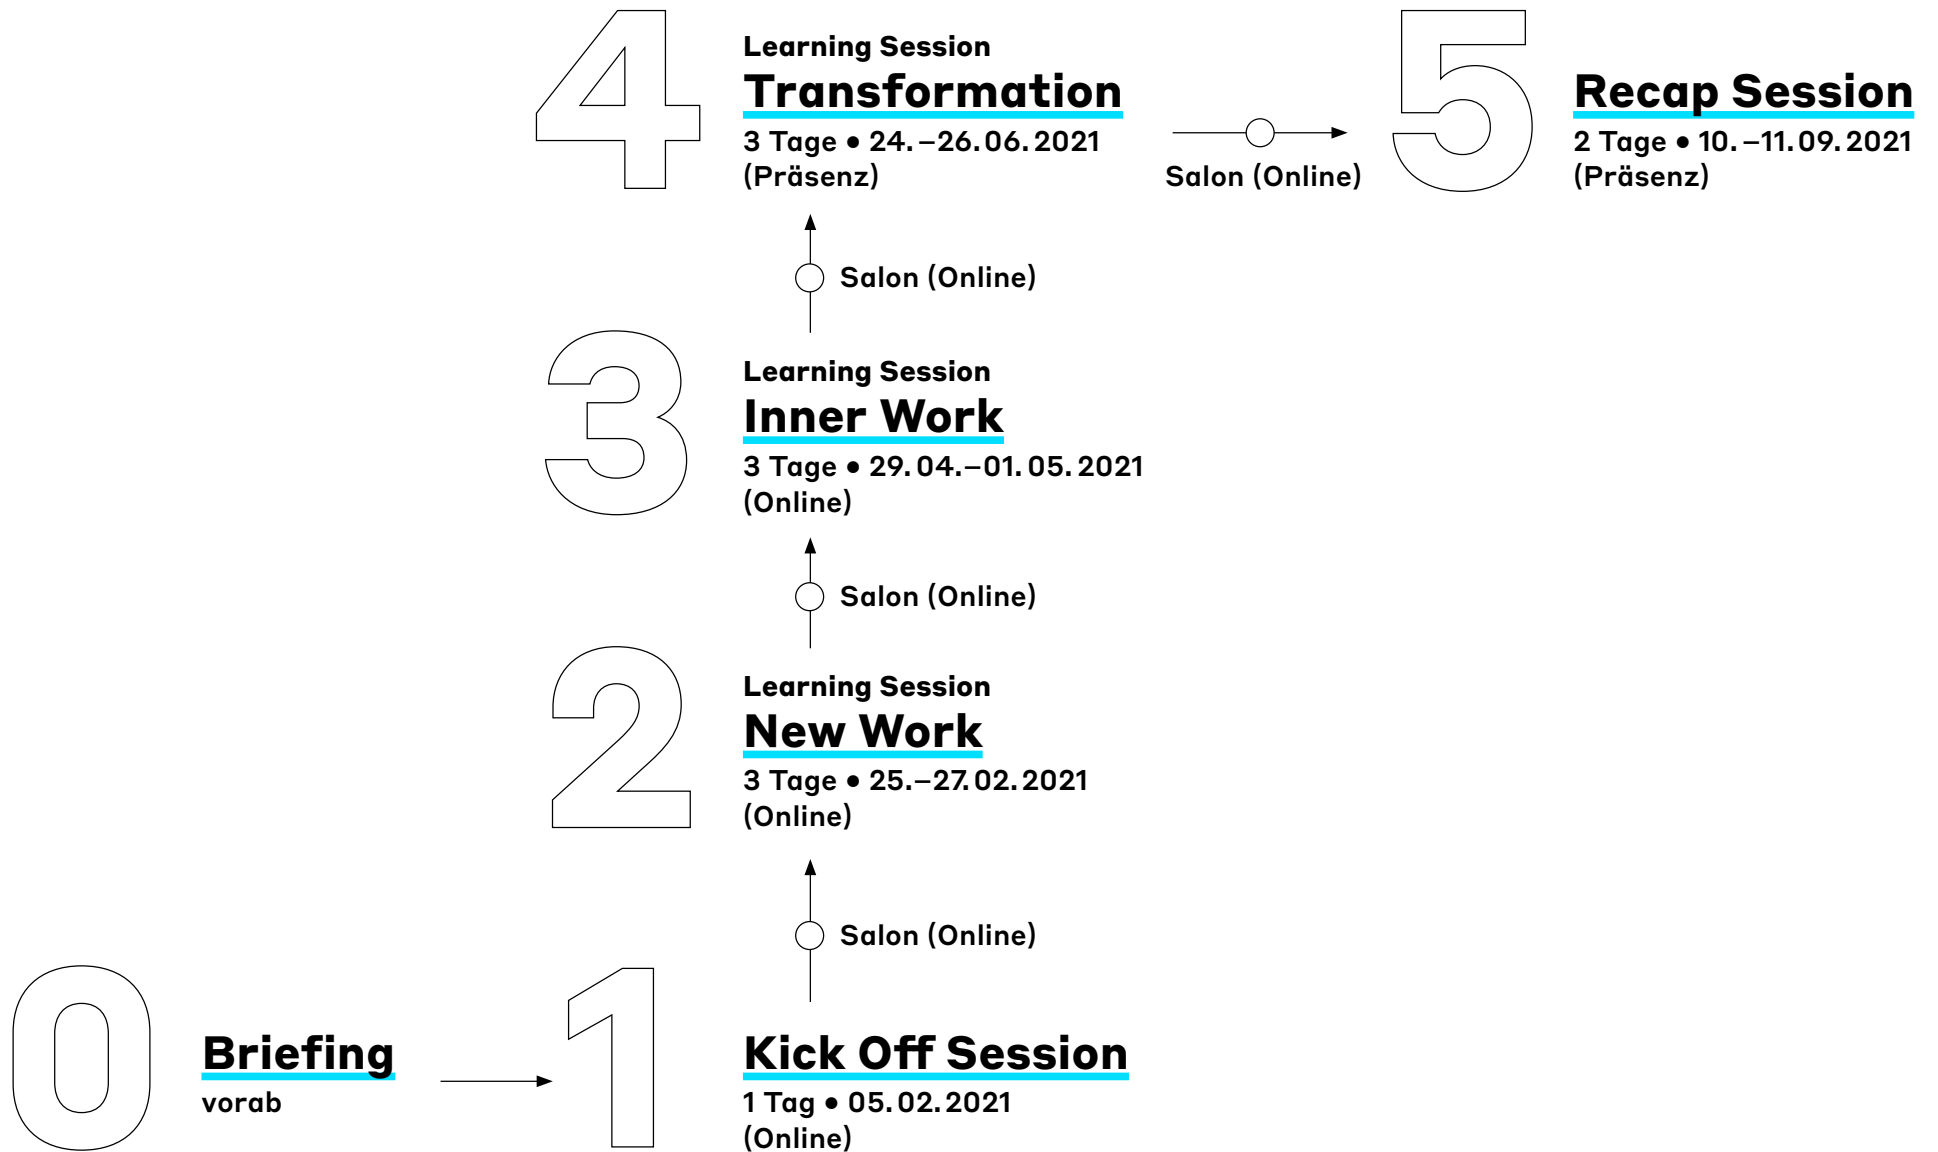 4
Learning Session
Transformation
3 Tage • 24.–26.06.2021
(Präsenz)
Salon (Online)
5
Recap Session
2 Tage • 10.–11.09.2021
(Präsenz)
Salon (Online)
3
Learning Session
Inner Work
3 Tage • 29.04.–01.05.2021
(Online)
Salon (Online)
2
Learning Session
New Work
3 Tage • 25.–27.02.2021
(Online)
Salon (Online)
0
Briefing
vorab
1
Kick Off Session
1 Tag • 05.02.2021
(Online)